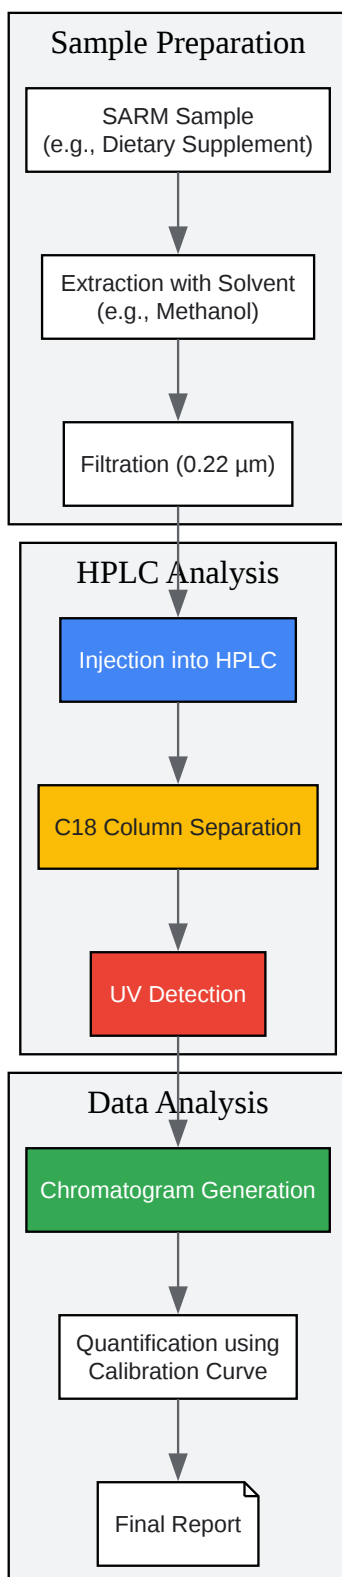 Sample Preparation
SARM Sample
(e.g., Dietary Supplement)
Extraction with Solvent
(e.g., Methanol)
Filtration (0.22 µm)
HPLC Analysis
Injection into HPLC
C18 Column Separation
UV Detection
Data Analysis
Chromatogram Generation
Quantification using
Calibration Curve
Final Report